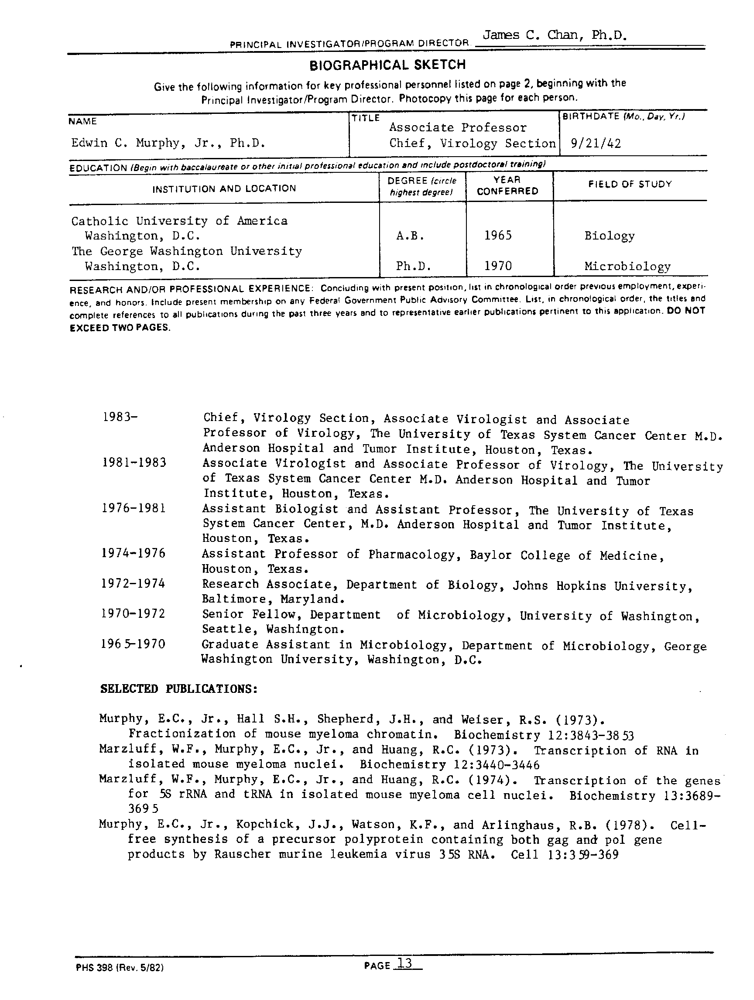 PRINCIPAL INVESTIGATOR/PROGRAM DIRECTOR James C. Chan, Ph.D.
BIOGRAPHICAL SKETCH
Give the following information for key professional personnel listed on page 2, beginning with the
Principal Investigator/Program Director. Photocopy this page for each person.
NAME TITLE BIRTHDATE (Mo., Day, Yr.)
Associate Professor
Edwin C. Murphy, Jr., Ph.D. Chief, Virology Section 9/21/42
EDUCATION (Begin with baccalaureate or other initial professional education and include postdoctoral training)
INSTITUTION AND LOCATION DEGREE (circle highest degree) YEAR CONFERRED FIELD OF STUDY
Catholic University of America
Washington, D.C. A.B. 1965 Biology
The George Washington University
Washington, D.C. Ph.D. 1970 Microbiology
RESEARCH AND/OR PROFESSIONAL EXPERIENCE: Concluding with present position, list in chronological order previous employment, experi-
ence, and honors. Include present membership on any Federal Government Public Advisory Committee. List, in chronological order, the titles and
complete references to all publications during the past three years and to representative earlier publications pertinent to this application. DO NOT
EXCEED TWO PAGES.
1983- Chief, Virology Section, Associate Virologist and Associate
Professor of Virology, The University of Texas System Cancer Center M.D.
Anderson Hospital and Tumor Institute, Houston, Texas.
1981-1983 Associate Virologist and Associate Professor of Virology, The University
of Texas System Cancer Center M.D. Anderson Hospital and Tumor
Institute, Houston, Texas.
1976-1981 Assistant Biologist and Assistant Professor, The University of Texas
System Cancer Center, M.D. Anderson Hospital and Tumor Institute,
Houston, Texas.
1974-1976 Assistant Professor of Pharmacology, Baylor College of Medicine,
Houston, Texas.
1972-1974 Research Associate, Department of Biology, Johns Hopkins University,
Baltimore, Maryland.
1970-1972 Senior Fellow, Department of Microbiology, University of Washington,
Seattle, Washington.
1965-1970 Graduate Assistant in Microbiology, Department of Microbiology, George
Washington University, Washington, D.C.
SELECTED PUBLICATIONS:
Murphy, E.C., Jr., Hall S.H., Shepherd, J.H., and Weiser, R.S. (1973).
Fractionization of mouse myeloma chromatin. Biochemistry 12:3843-3853
Marzluff, W.F., Murphy, E.C., Jr., and Huang, R.C. (1973). Transcription of RNA in
isolated mouse myeloma nuclei. Biochemistry 12:3440-3446
Marzluff, W.F., Murphy, E.C., Jr., and Huang, R.C. (1974). Transcription of the genes
for 5S rRNA and tRNA in isolated mouse myeloma cell nuclei. Biochemistry 13:3689-
3695
Murphy, E.C., Jr., Kopchick, J.J., Watson, K.F., and Arlinghaus, R.B. (1978). Cell-
free synthesis of a precursor polyprotein containing both gag and pol gene
products by Rauscher murine leukemia virus 35S RNA. Cell 13:359-369
PHS 398 (Rev. 5/82) PAGE 13